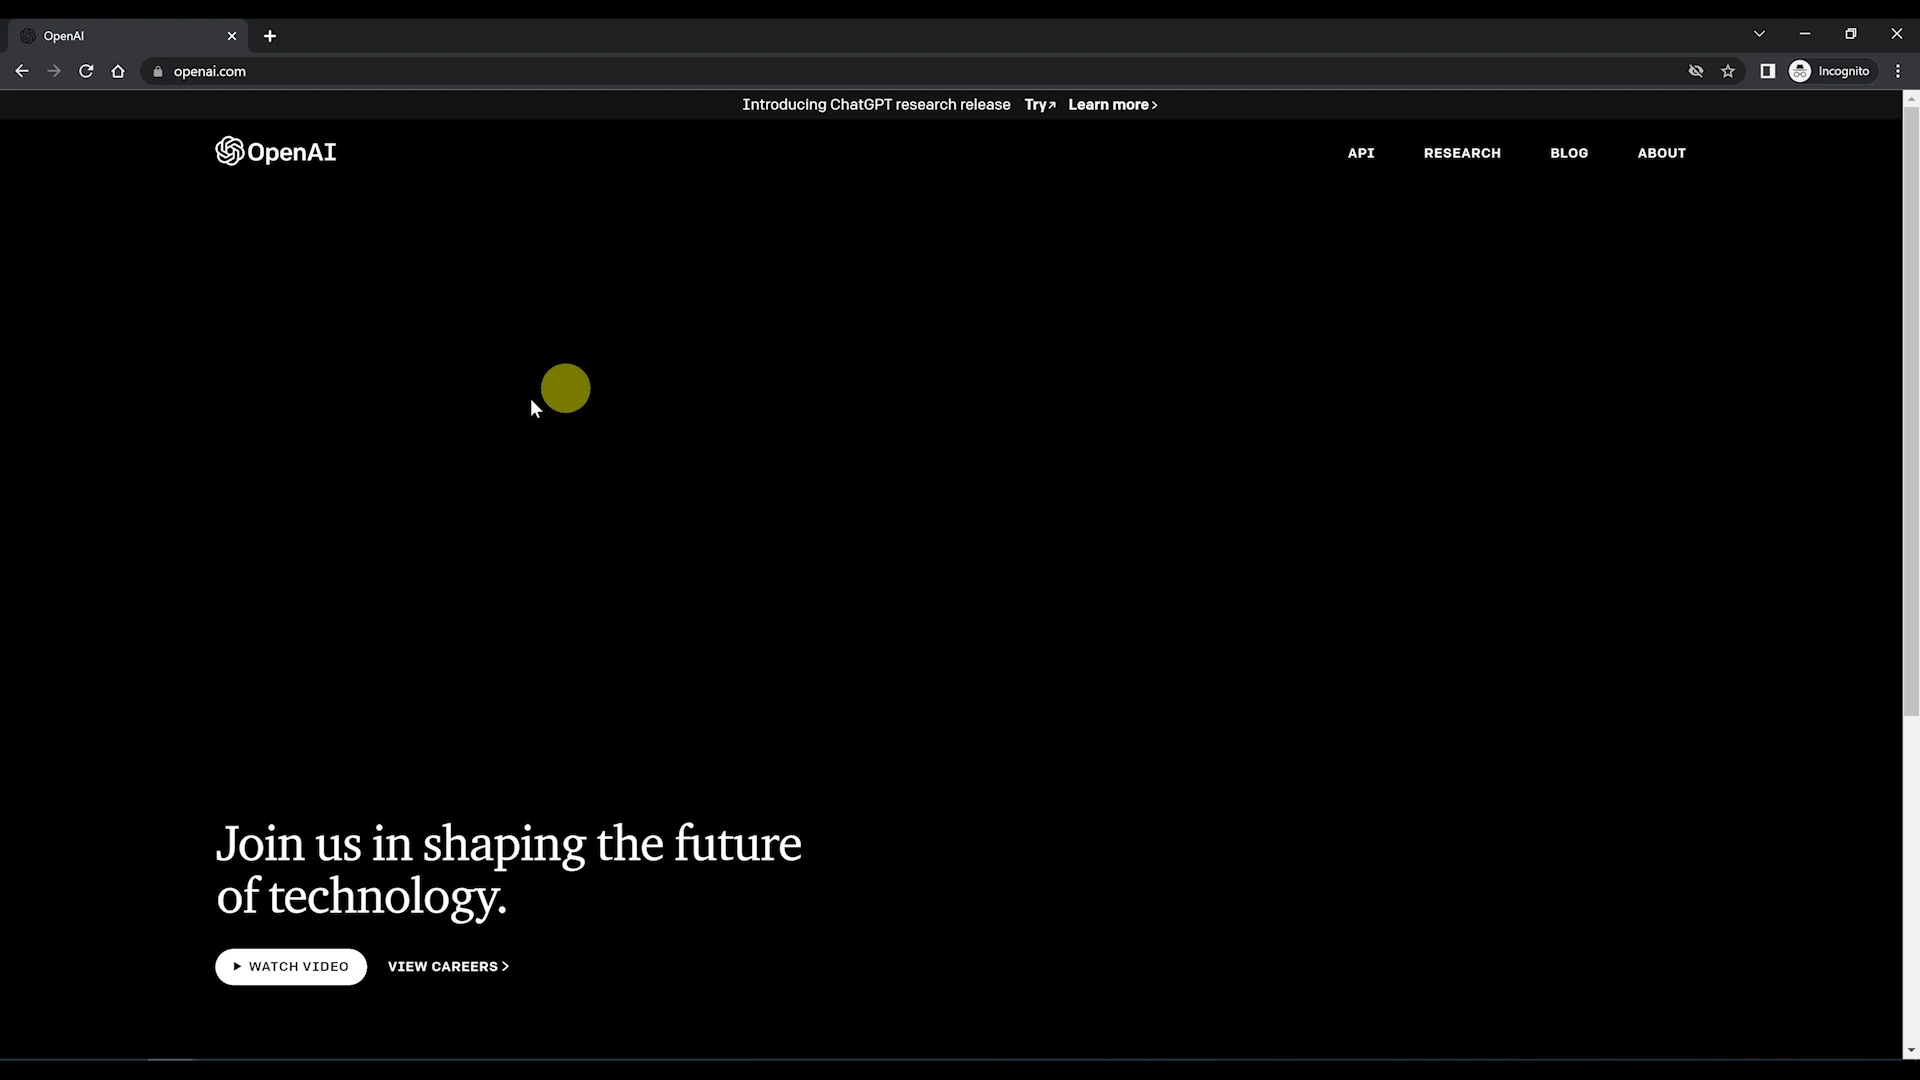 OpenAI
openai.com
Incognito
Introducing ChatGPT research release Try↗ Learn more ›
OpenAI
API RESEARCH BLOG ABOUT
Join us in shaping the future
of technology.
WATCH VIDEO VIEW CAREERS ›